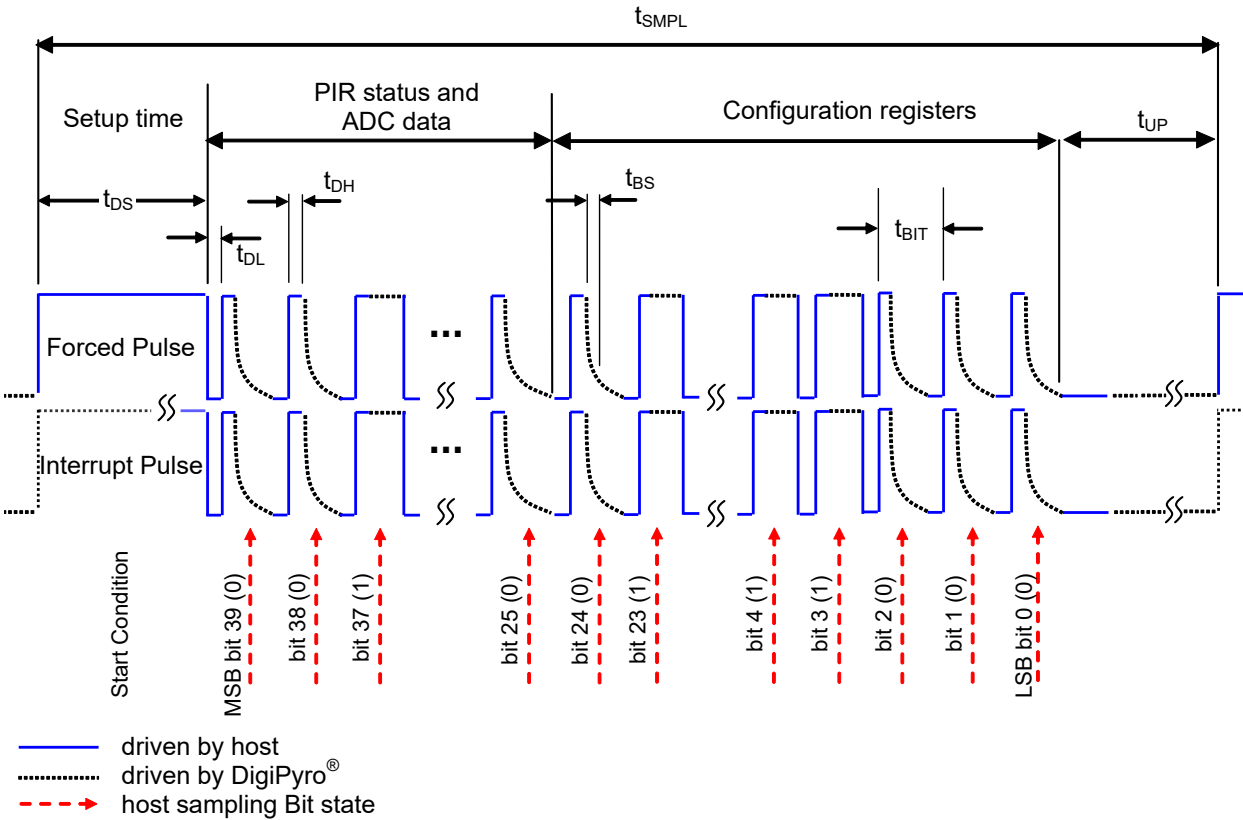 tSMPL
Setup time
PIR status and
ADC data
Configuration registers
tUP
tDS
tDH
tBS
tDL
tBIT
Forced Pulse
...
Interrupt Pulse
...
Start Condition
MSB bit 39 (0)
bit 38 (0)
bit 37 (1)
bit 25 (0)
bit 24 (0)
bit 23 (1)
bit 4 (1)
bit 3 (1)
bit 2 (0)
bit 1 (0)
LSB bit 0 (0)
driven by host
driven by DigiPyro®
host sampling Bit state